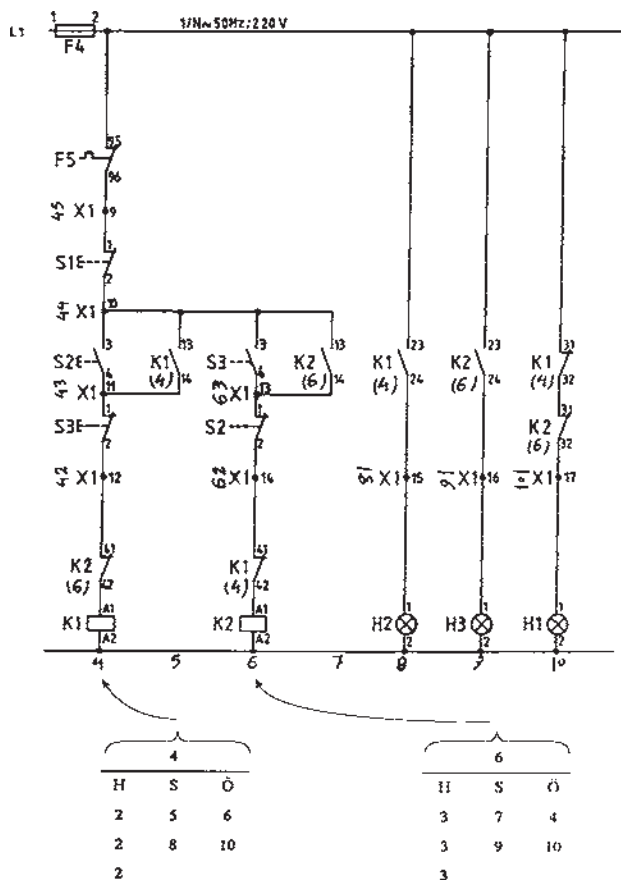 1 2 1/N~50Hz/220V
L1
F4
95
F5
96
45 X1 9
1
S1E
2
44 X1 10
3 13 3 13 23 23 31
S2E K1 S3 K2 K1 K2 K1
4 (4) 14 4 (6) 14 (4) 24 (6) 24 (4) 32
43 X1 11 63 X1 13
1 1 31
S3E S2 K2
2 2 (6) 32
42 X1 12 62 X1 14 81 X1 15 91 X1 16 101 X1 17
41 41
K2 K1
(6) 42 (4) 42
A1 A1 1 1 1
K1 K2 H2 H3 H1
A2 A2 2 2 2
4 5 6 7 8 9 10
4 6
H S Ö H S Ö
2 5 6 3 7 4
2 8 10 3 9 10
2 3